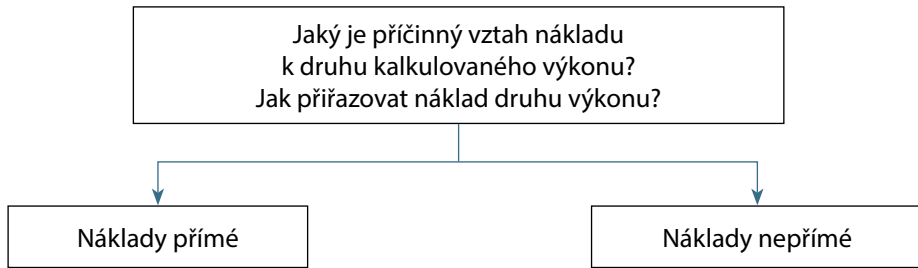 Jaký je příčinný vztah nákladu
k druhu kalkulovaného výkonu?
Jak přiřazovat náklad druhu výkonu?
Náklady přímé
Náklady nepřímé